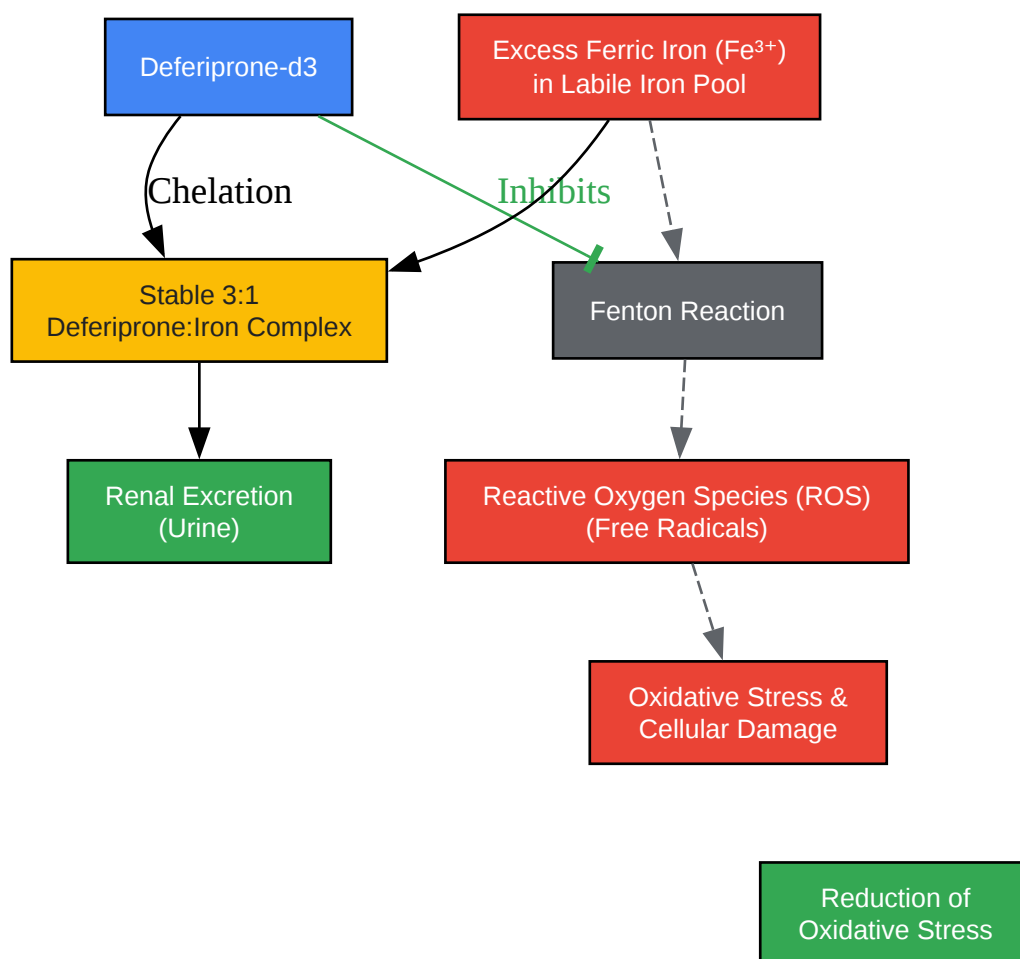 Deferiprone-d3
Excess Ferric Iron (Fe³⁺)
in Labile Iron Pool
Chelation
Inhibits
Stable 3:1
Deferiprone:Iron Complex
Fenton Reaction
Renal Excretion
(Urine)
Reactive Oxygen Species (ROS)
(Free Radicals)
Oxidative Stress &
Cellular Damage
Reduction of
Oxidative Stress